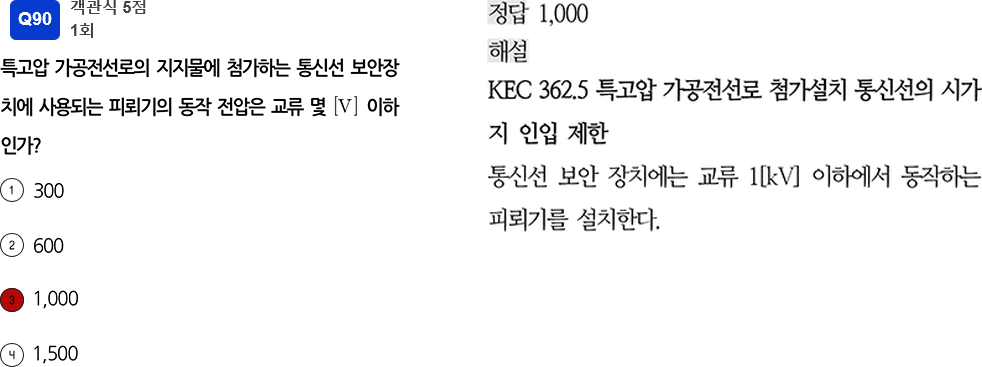 Q90
객관식 5점
1회
특고압 가공전선로의 지지물에 첨가하는 통신선 보안장
치에 사용되는 피뢰기의 동작 전압은 교류 몇 [V] 이하
인가?
① 300
② 600
③ 1,000
④ 1,500
정답 1,000
해설
KEC 362.5 특고압 가공전선로 첨가설치 통신선의 시가
지 인입 제한
통신선 보안 장치에는 교류 1[kV] 이하에서 동작하는
피뢰기를 설치한다.